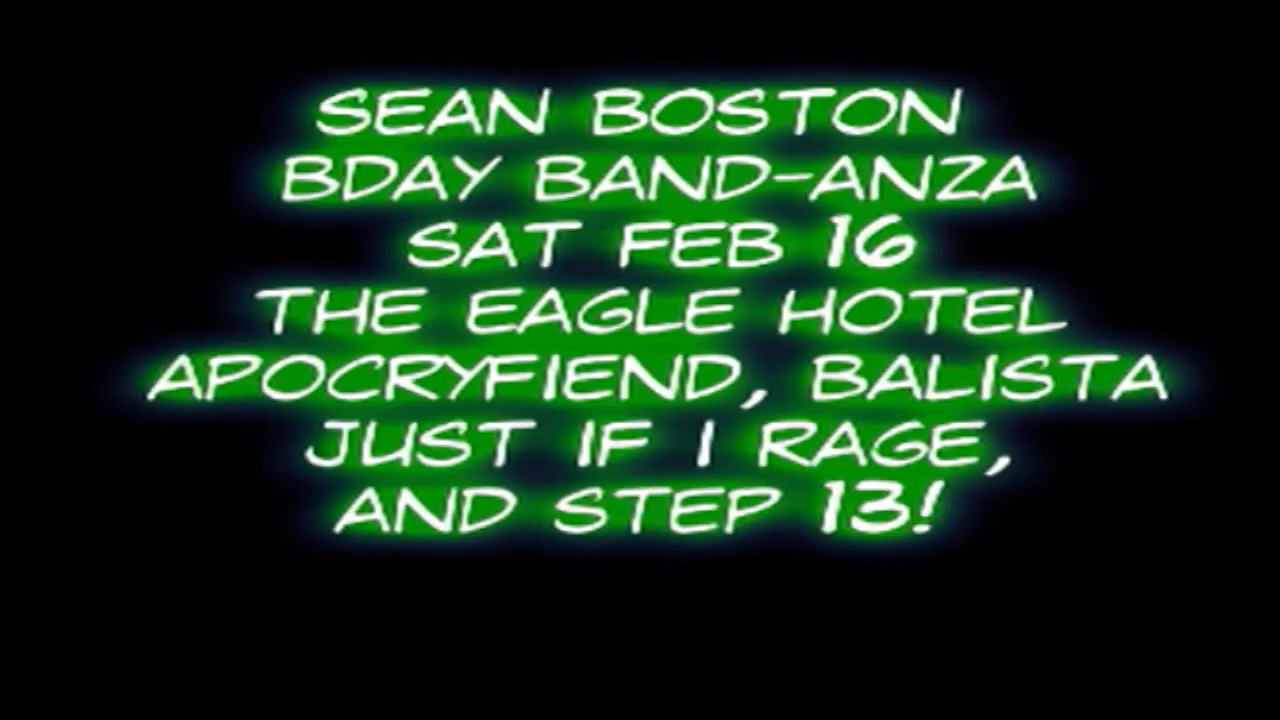 SEAN BOSTON
BDAY BAND-ANZA
SAT FEB 16
THE EAGLE HOTEL
APOCRYFIEND, BALISTA
JUST IF I RAGE,
AND STEP 13!